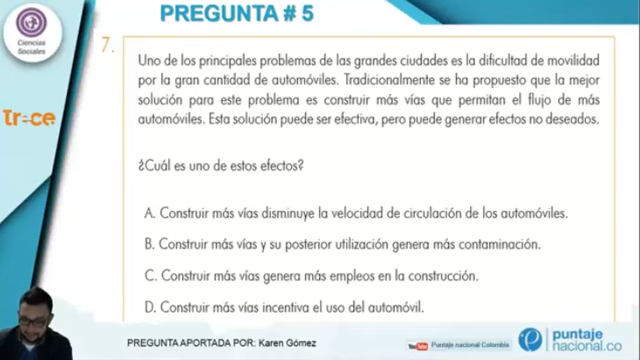 PREGUNTA # 5
Ciencias
Sociales
7.
Uno de los principales problemas de las grandes ciudades es la dificultad de movilidad
por la gran cantidad de automóviles. Tradicionalmente se ha propuesto que la mejor
solución para este problema es construir más vías que permitan el flujo de más
automóviles. Esta solución puede ser efectiva, pero puede generar efectos no deseados.
¿Cuál es uno de estos efectos?
A. Construir más vías disminuye la velocidad de circulación de los automóviles.
B. Construir más vías y su posterior utilización genera más contaminación.
C. Construir más vías genera más empleos en la construcción.
D. Construir más vías incentiva el uso del automóvil.
PREGUNTA APORTADA POR: Karen Gómez
YouTube Puntaje nacional Colombia
puntaje
nacional.co